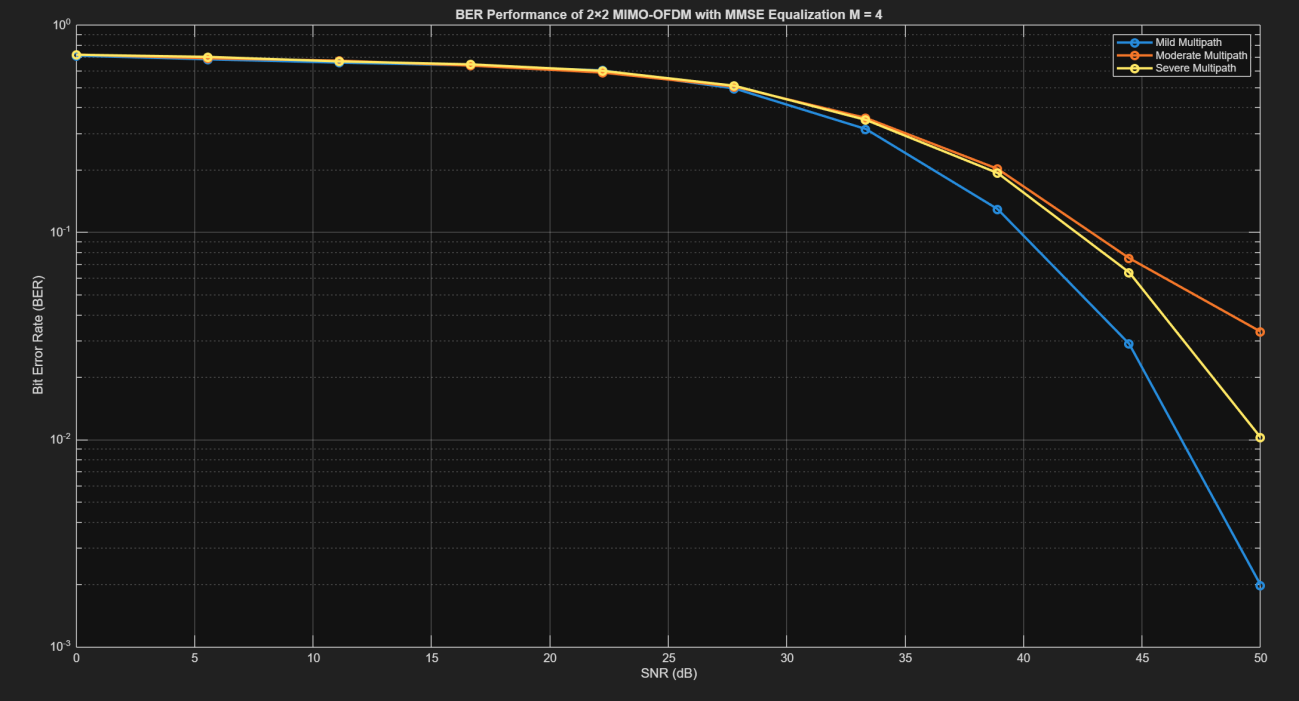 BER Performance of 2×2 MIMO-OFDM with MMSE Equalization M = 4
Mild Multipath
Moderate Multipath
Severe Multipath
10⁰
10⁻¹
10⁻²
10⁻³
Bit Error Rate (BER)
0 5 10 15 20 25 30 35 40 45 50
SNR (dB)